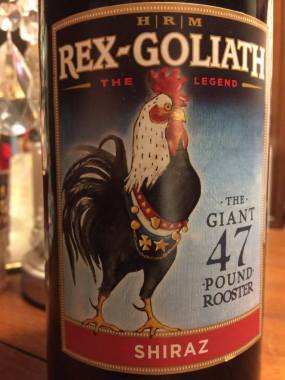 H|R|M
REX-GOLIATH
THE LEGEND
·THE·
GIANT
47
·POUND·
ROOSTER
SHIRAZ